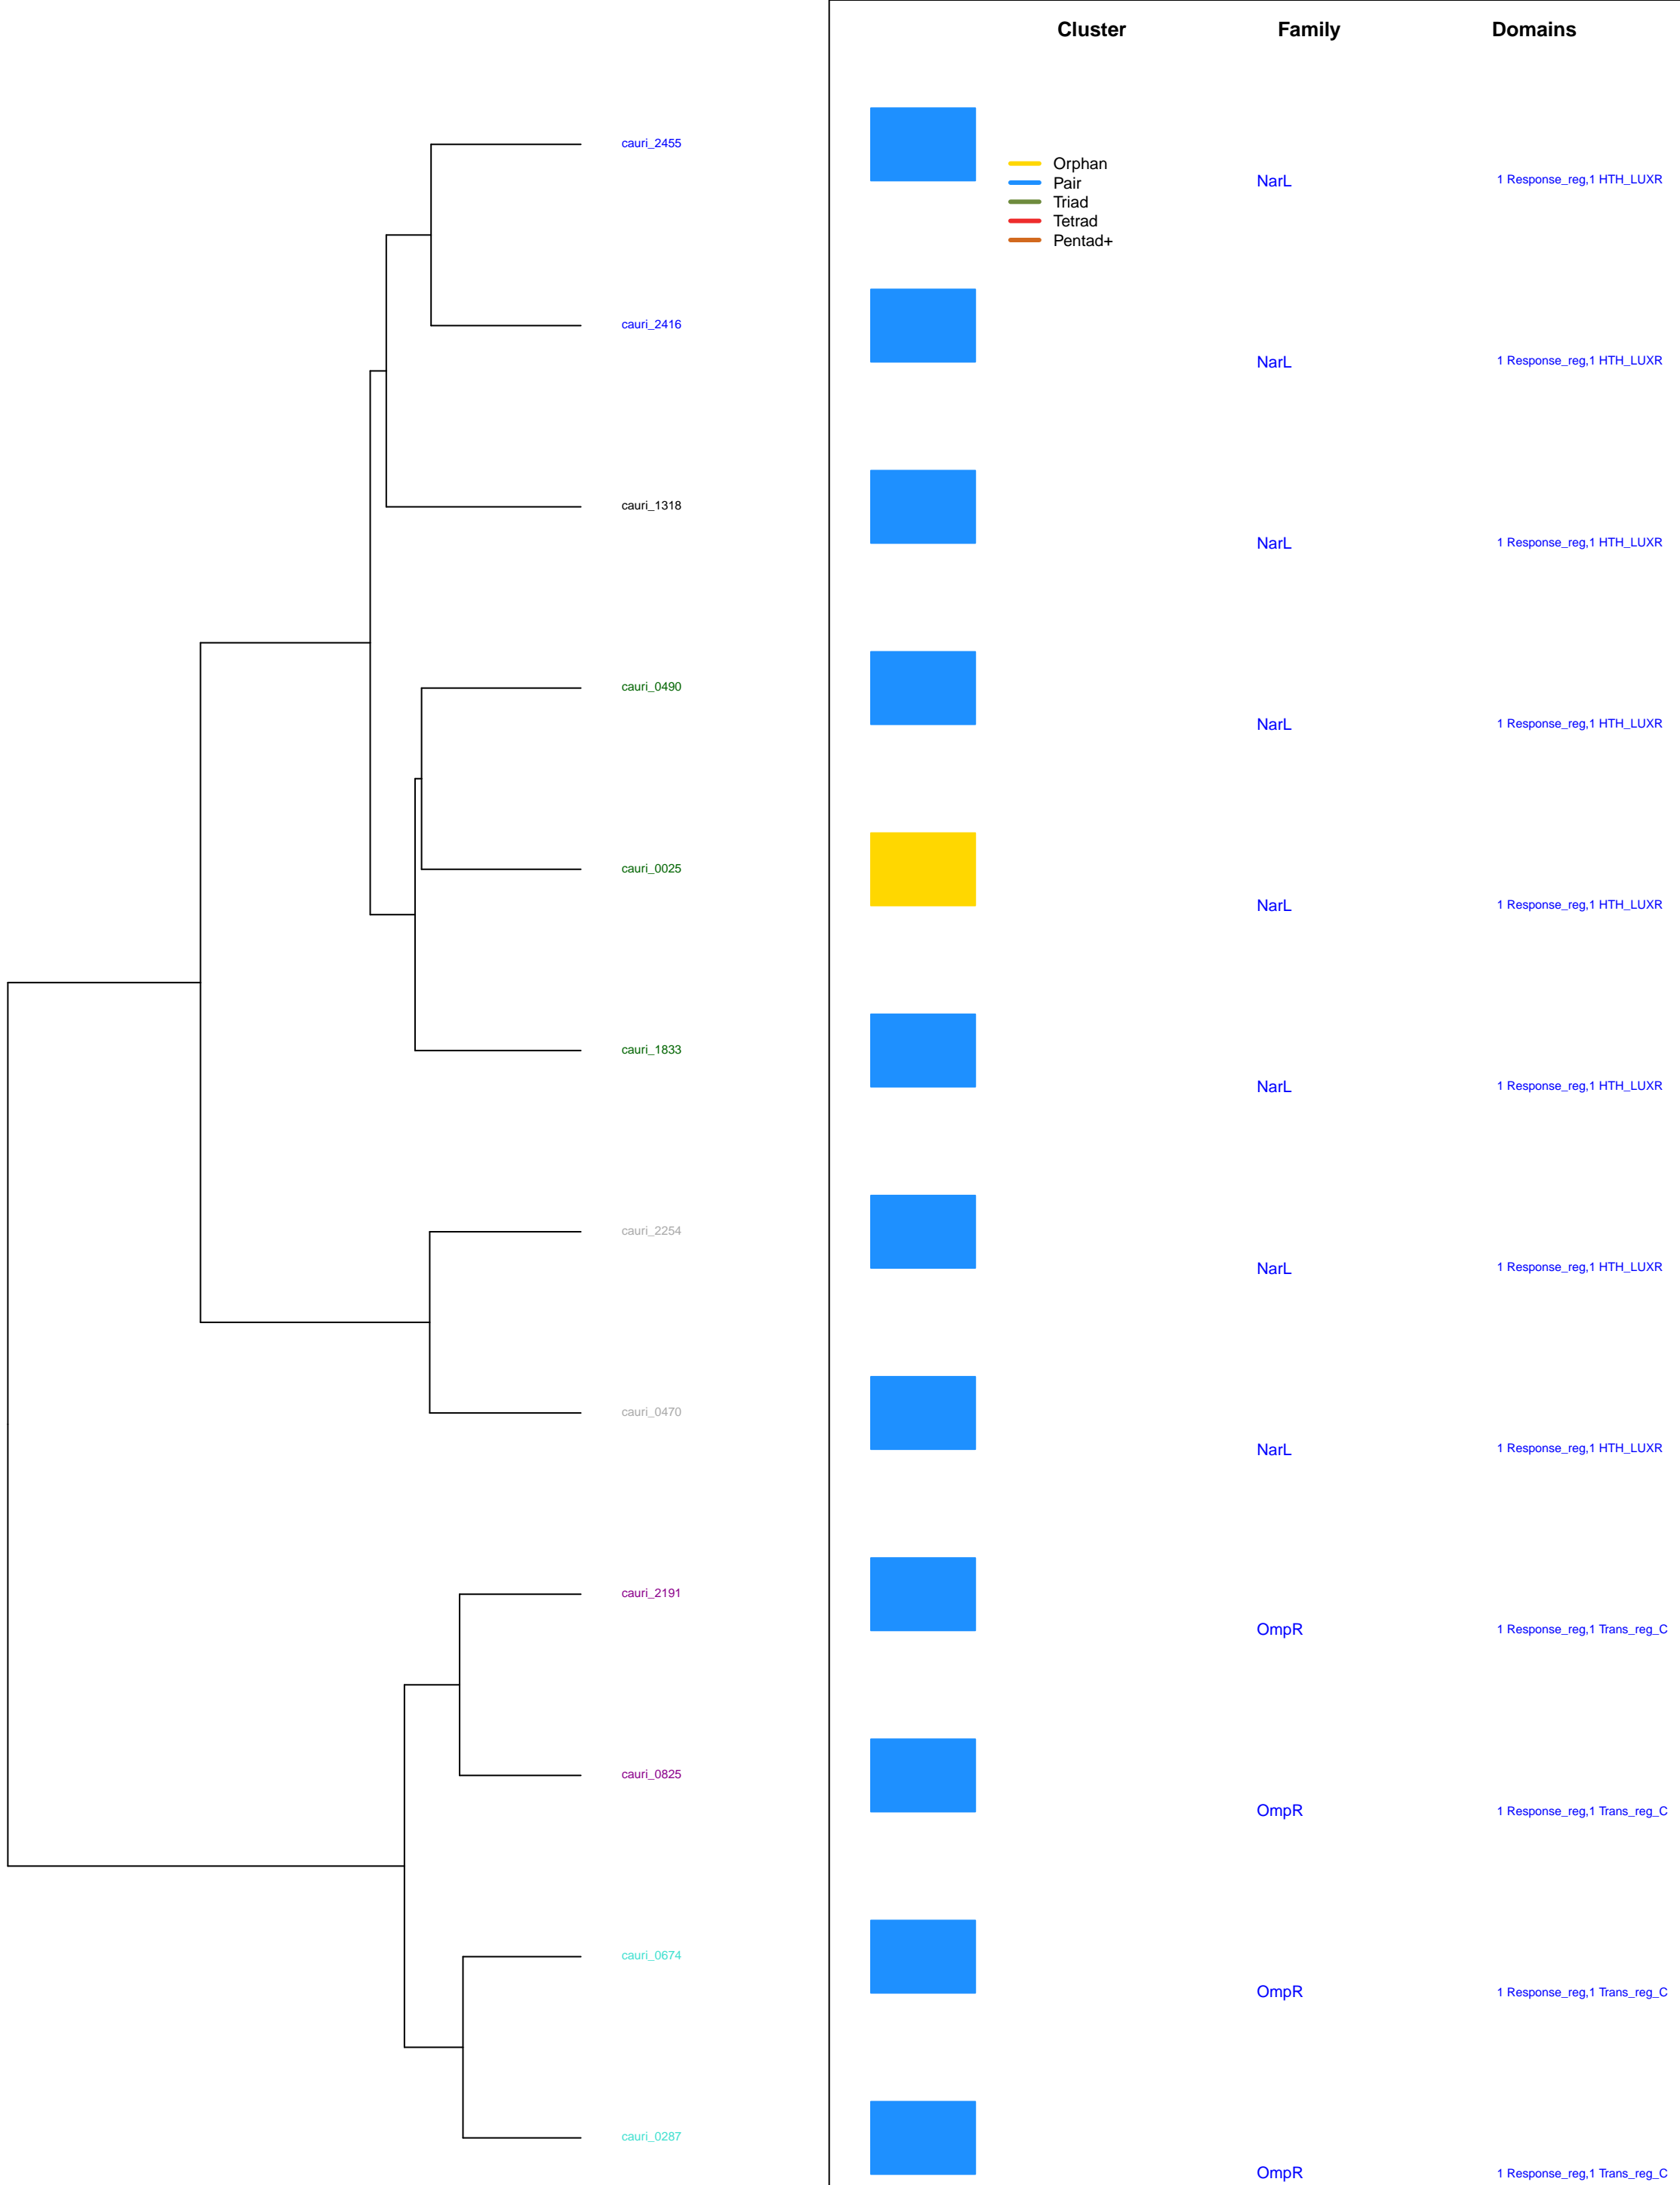 Cluster Family Domains
cauri_2455
Orphan
Pair
Triad
Tetrad
Pentad+
NarL 1 Response_reg,1 HTH_LUXR
cauri_2416
NarL 1 Response_reg,1 HTH_LUXR
cauri_1318
NarL 1 Response_reg,1 HTH_LUXR
cauri_0490
NarL 1 Response_reg,1 HTH_LUXR
cauri_0025
NarL 1 Response_reg,1 HTH_LUXR
cauri_1833
NarL 1 Response_reg,1 HTH_LUXR
cauri_2254
NarL 1 Response_reg,1 HTH_LUXR
cauri_0470
NarL 1 Response_reg,1 HTH_LUXR
cauri_2191
OmpR 1 Response_reg,1 Trans_reg_C
cauri_0825
OmpR 1 Response_reg,1 Trans_reg_C
cauri_0674
OmpR 1 Response_reg,1 Trans_reg_C
cauri_0287
OmpR 1 Response_reg,1 Trans_reg_C